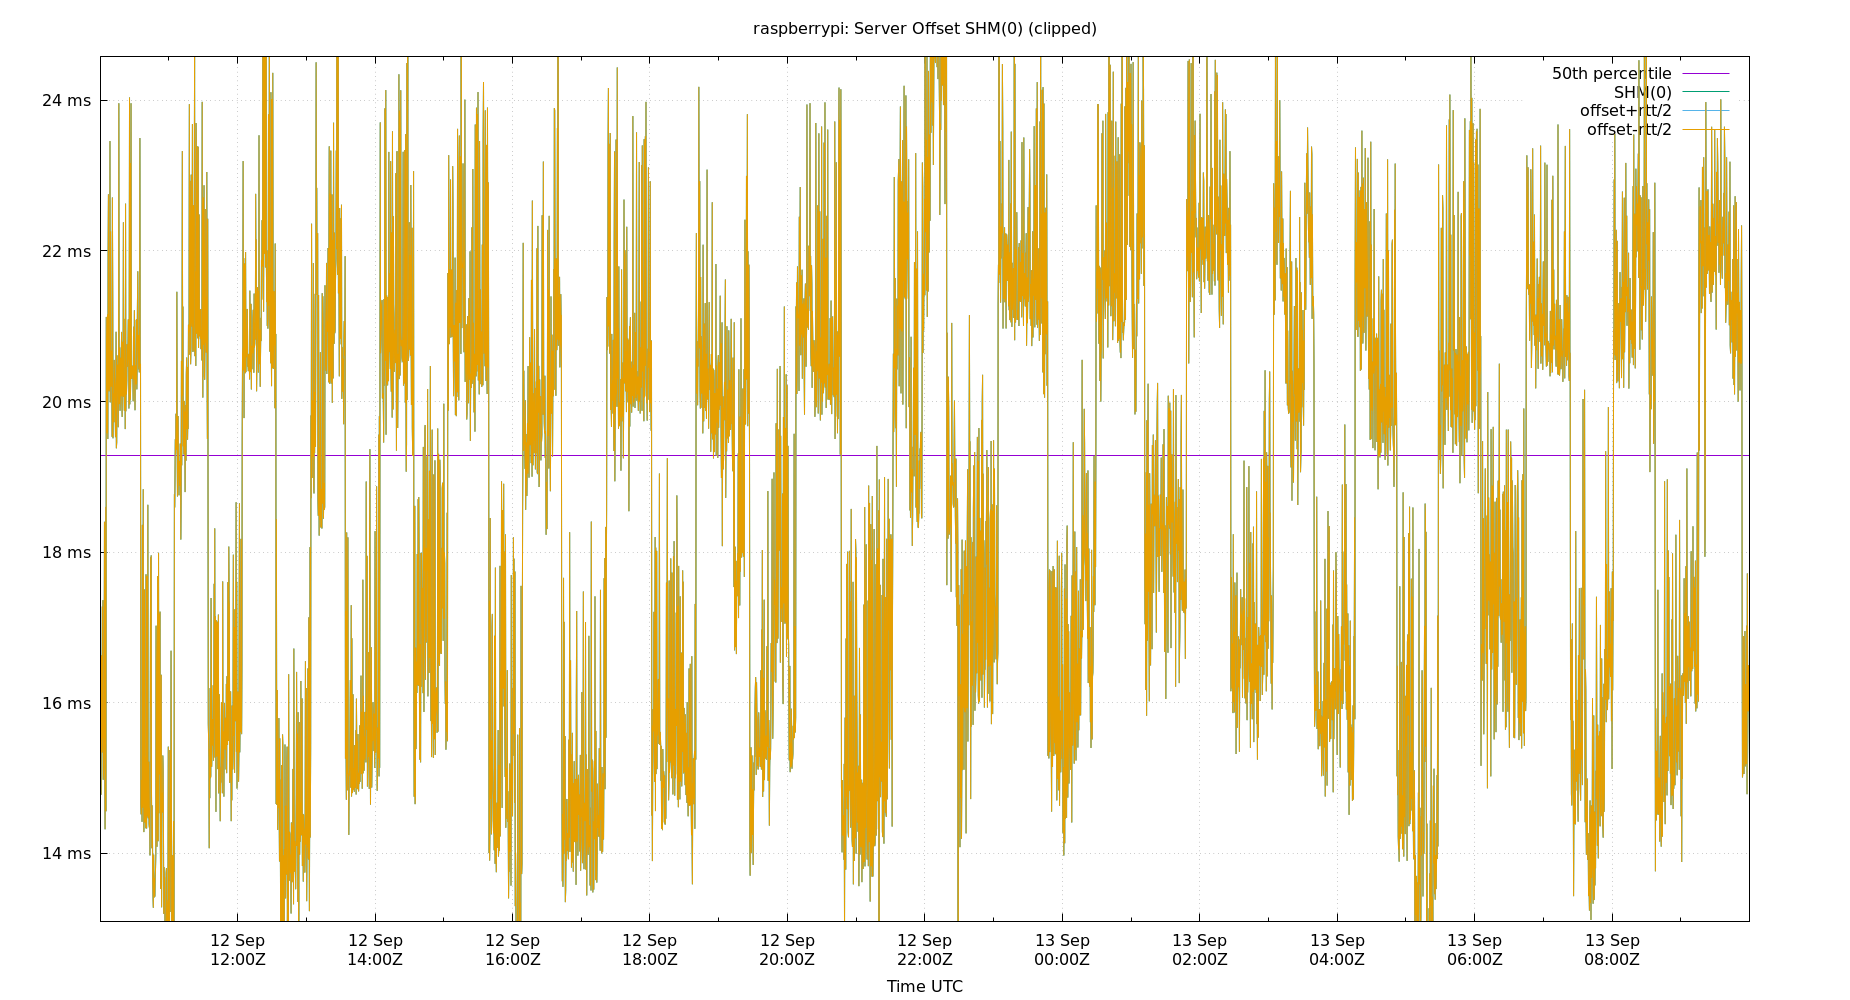 raspberrypi: Server Offset SHM(0) (clipped)
50th percentile
SHM(0)
offset+rtt/2
offset-rtt/2
24 ms
22 ms
20 ms
18 ms
16 ms
14 ms
12 Sep 12 Sep 12 Sep 12 Sep 12 Sep 12 Sep 13 Sep 13 Sep 13 Sep 13 Sep 13 Sep
12:00Z 14:00Z 16:00Z 18:00Z 20:00Z 22:00Z 00:00Z 02:00Z 04:00Z 06:00Z 08:00Z
Time UTC